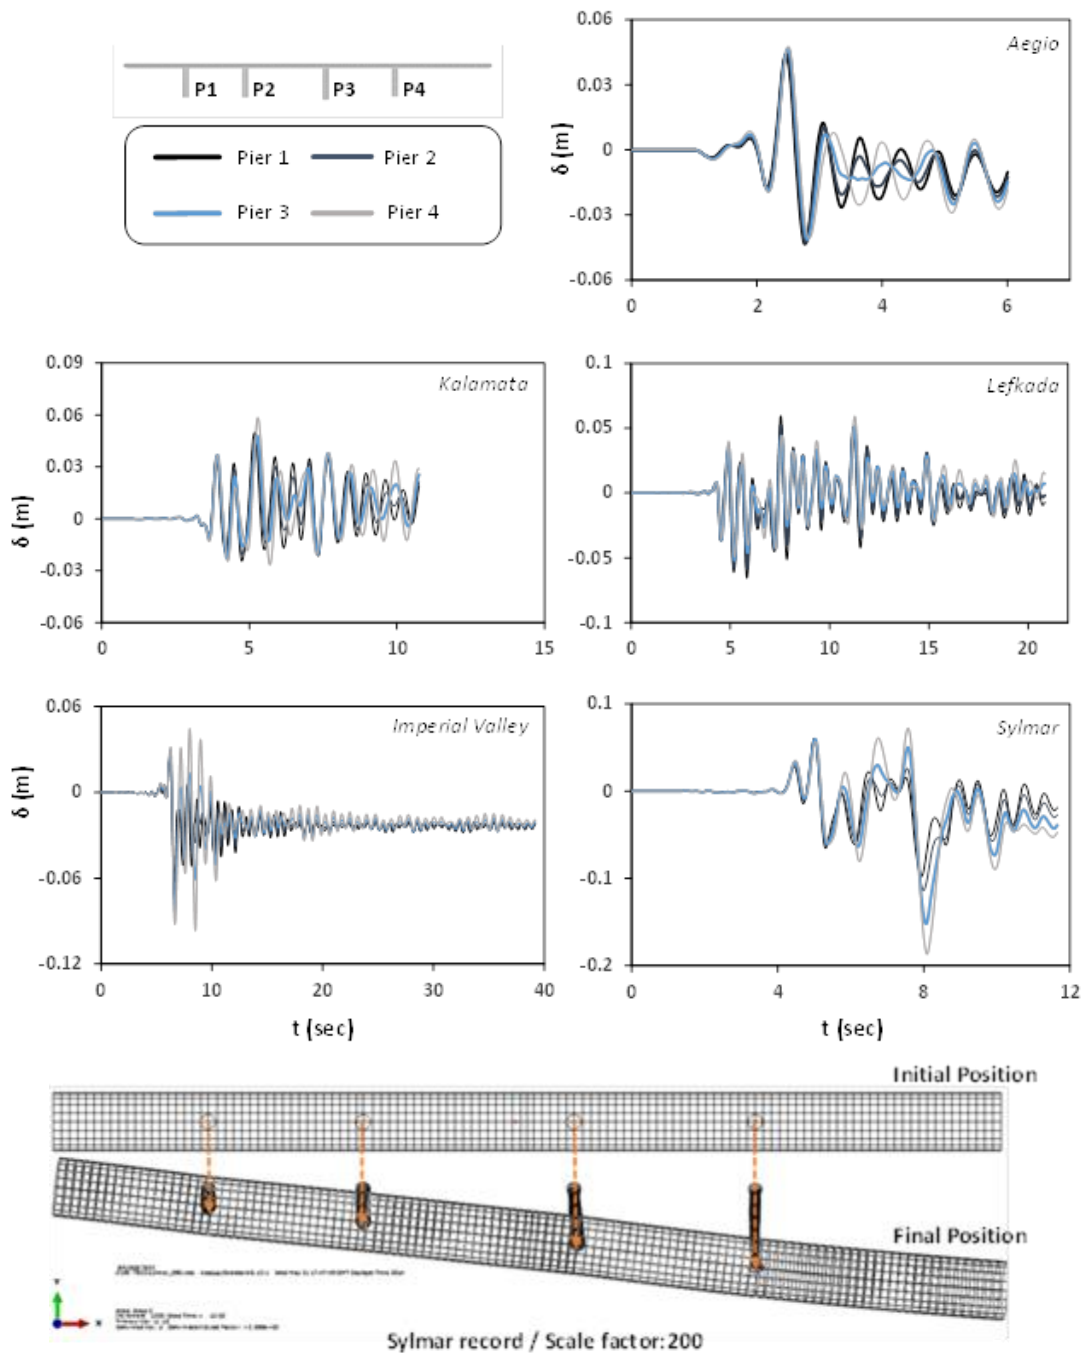 P1 P2 P3 P4
Pier 1 Pier 2
Pier 3 Pier 4
Aegio
0.06
0.03
0
-0.03
-0.06
δ (m)
0 2 4 6
Kalamata
0.09
0.06
0.03
0
-0.03
-0.06
δ (m)
0 5 10 15
Lefkada
0.1
0.05
0
-0.05
-0.1
δ (m)
0 5 10 15 20
Imperial Valley
0.06
0
-0.06
-0.12
δ (m)
0 10 20 30 40
t (sec)
Sylmar
0.1
0
-0.1
-0.2
0 4 8 12
t (sec)
Initial Position
Final Position
Y
X
Sylmar record / Scale factor:200